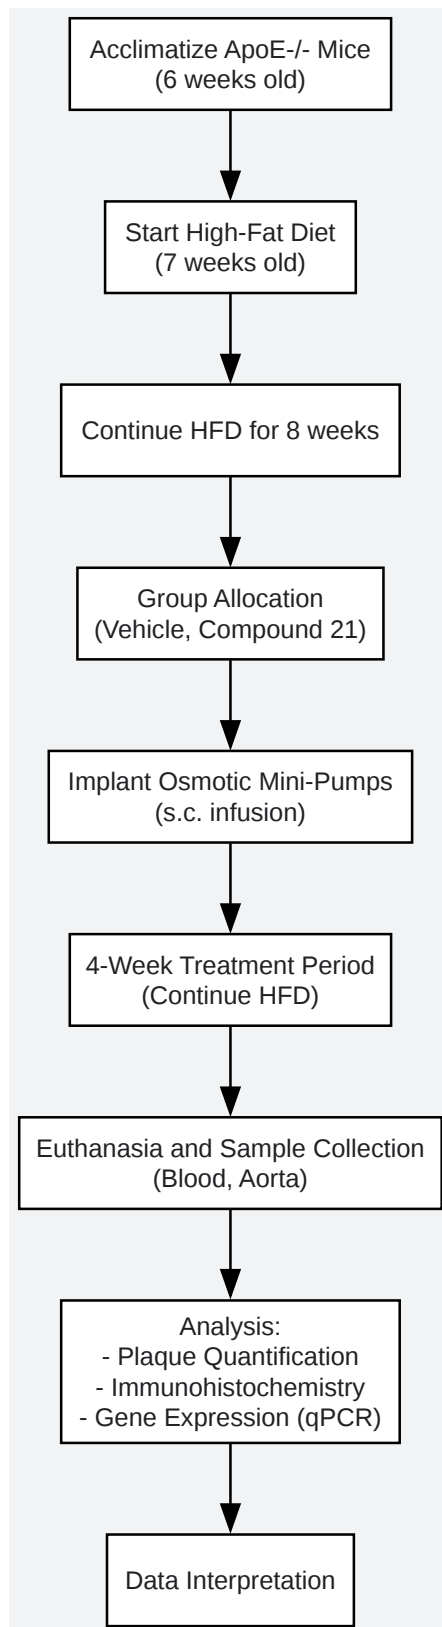 Acclimatize ApoE-/- Mice
(6 weeks old)
Start High-Fat Diet
(7 weeks old)
Continue HFD for 8 weeks
Group Allocation
(Vehicle, Compound 21)
Implant Osmotic Mini-Pumps
(s.c. infusion)
4-Week Treatment Period
(Continue HFD)
Euthanasia and Sample Collection
(Blood, Aorta)
Analysis:
- Plaque Quantification
- Immunohistochemistry
- Gene Expression (qPCR)
Data Interpretation